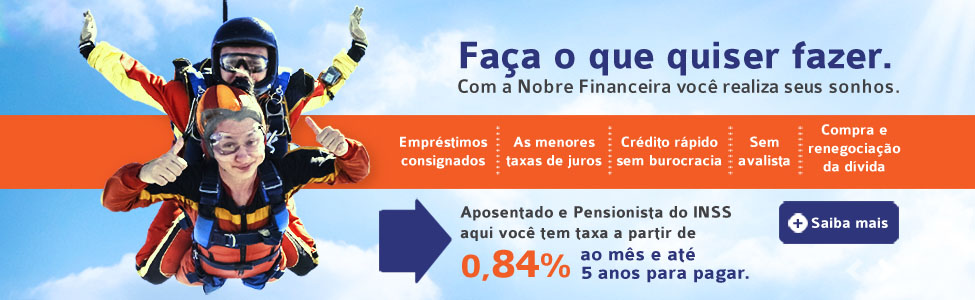 Faça o que quiser fazer.
Com a Nobre Financeira você realiza seus sonhos.
Empréstimos
consignados
As menores
taxas de juros
Crédito rápido
sem burocracia
Sem
avalista
Compra e
renegociação
da divida
Aposentado e Pensionista do INSS
aqui você tem taxa a partir de
0,84% ao mês e até
5 anos para pagar.
Saiba mais